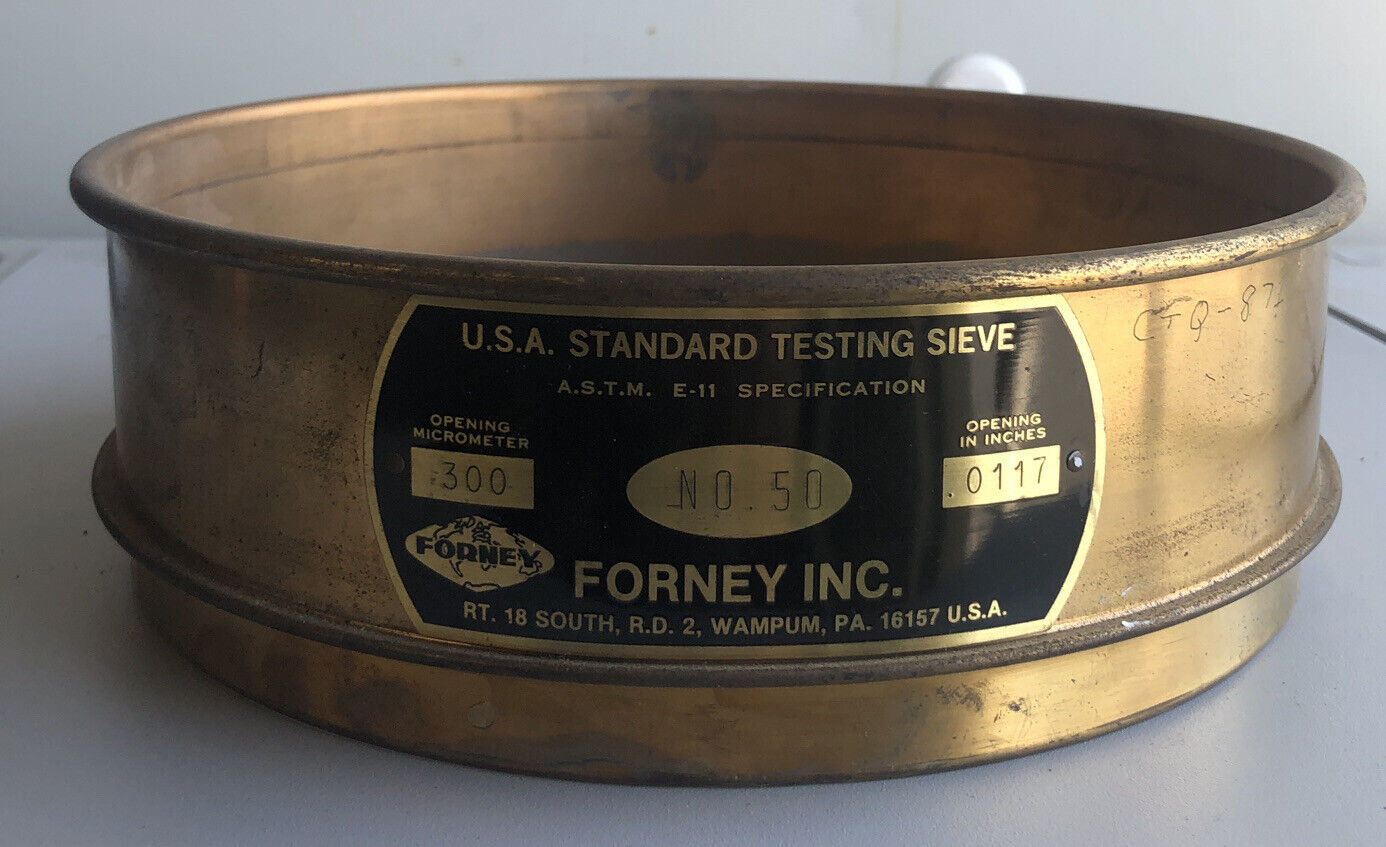 U.S.A. STANDARD TESTING SIEVE
A.S.T.M. E-11 SPECIFICATION
OPENING
MICROMETER
300
NO.50
OPENING
IN INCHES
.0117
FORNEY
FORNEY INC.
RT. 18 SOUTH, R.D. 2, WAMPUM, PA. 16157 U.S.A.